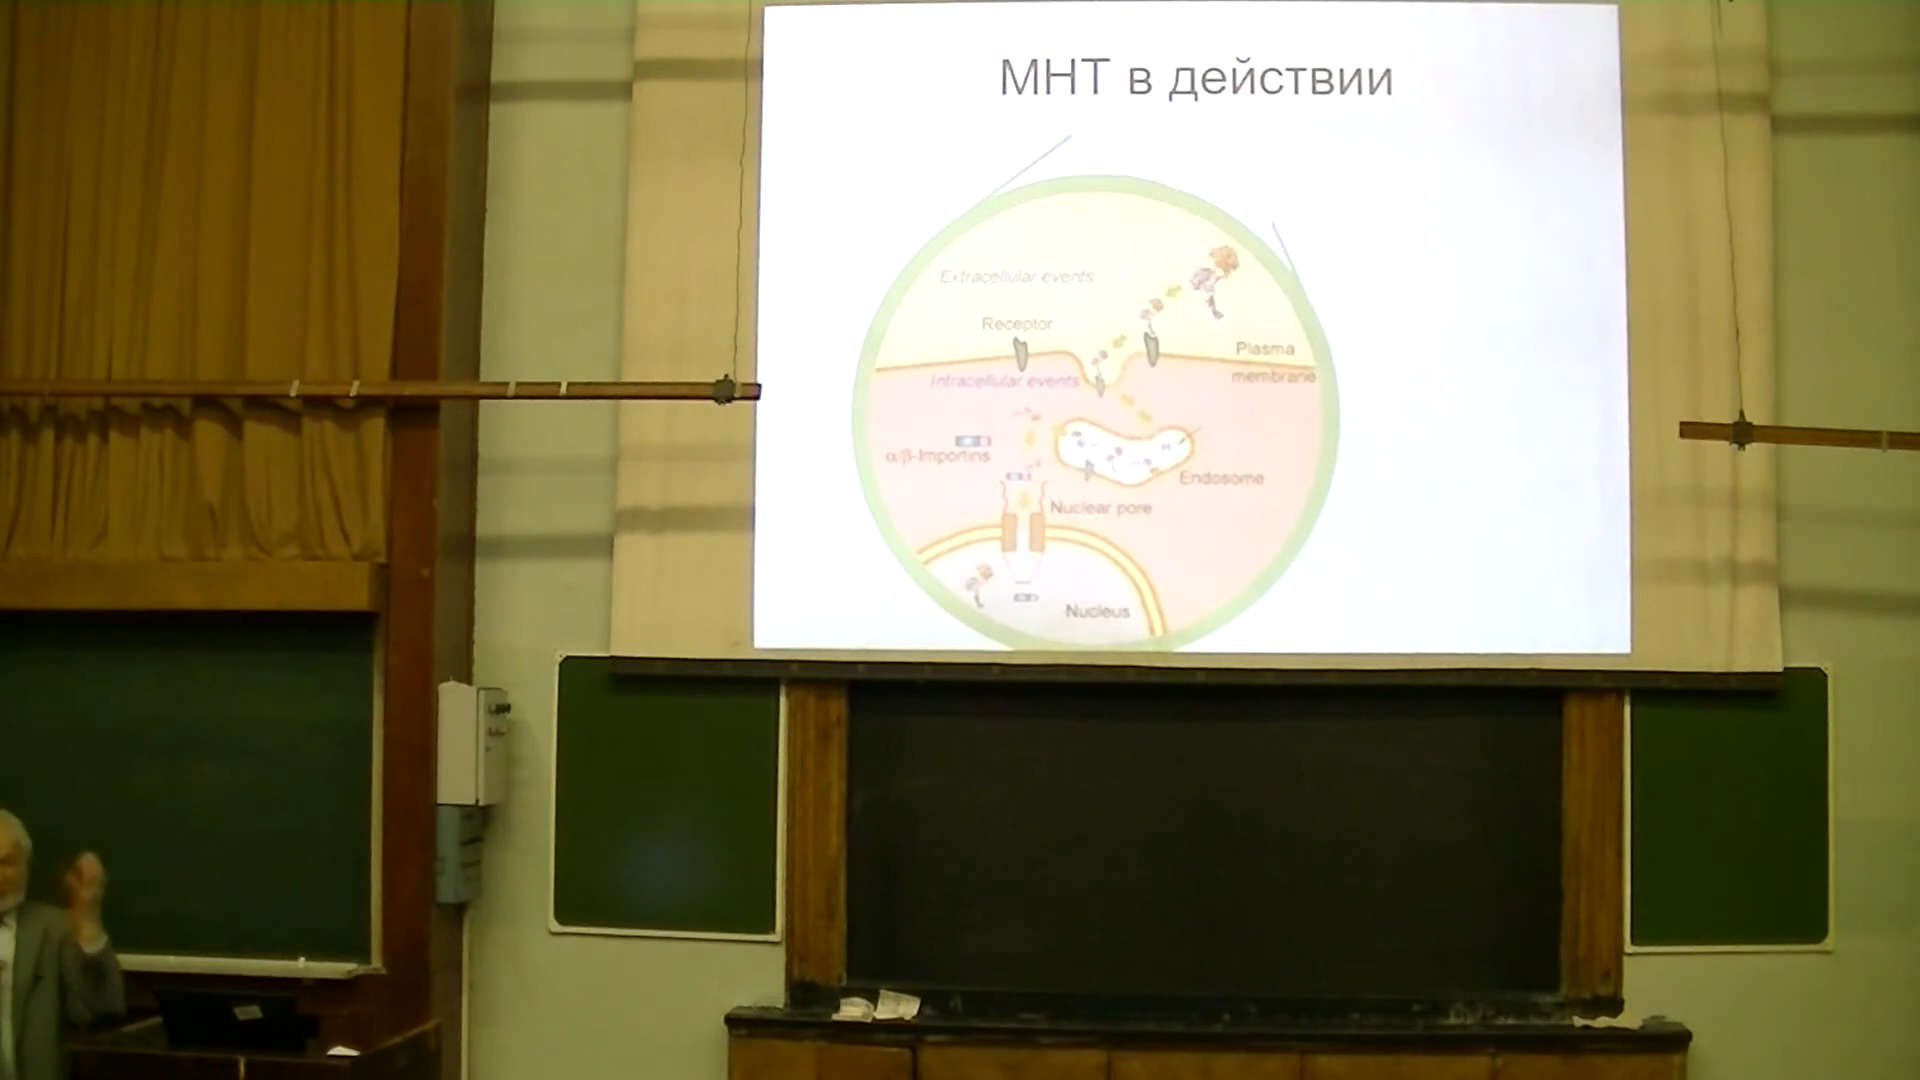 МНТ в действии
Extracellular events
Receptor
Plasma
membrane
Intracellular events
α/β-Importins
Endosome
Nuclear pore
Nucleus